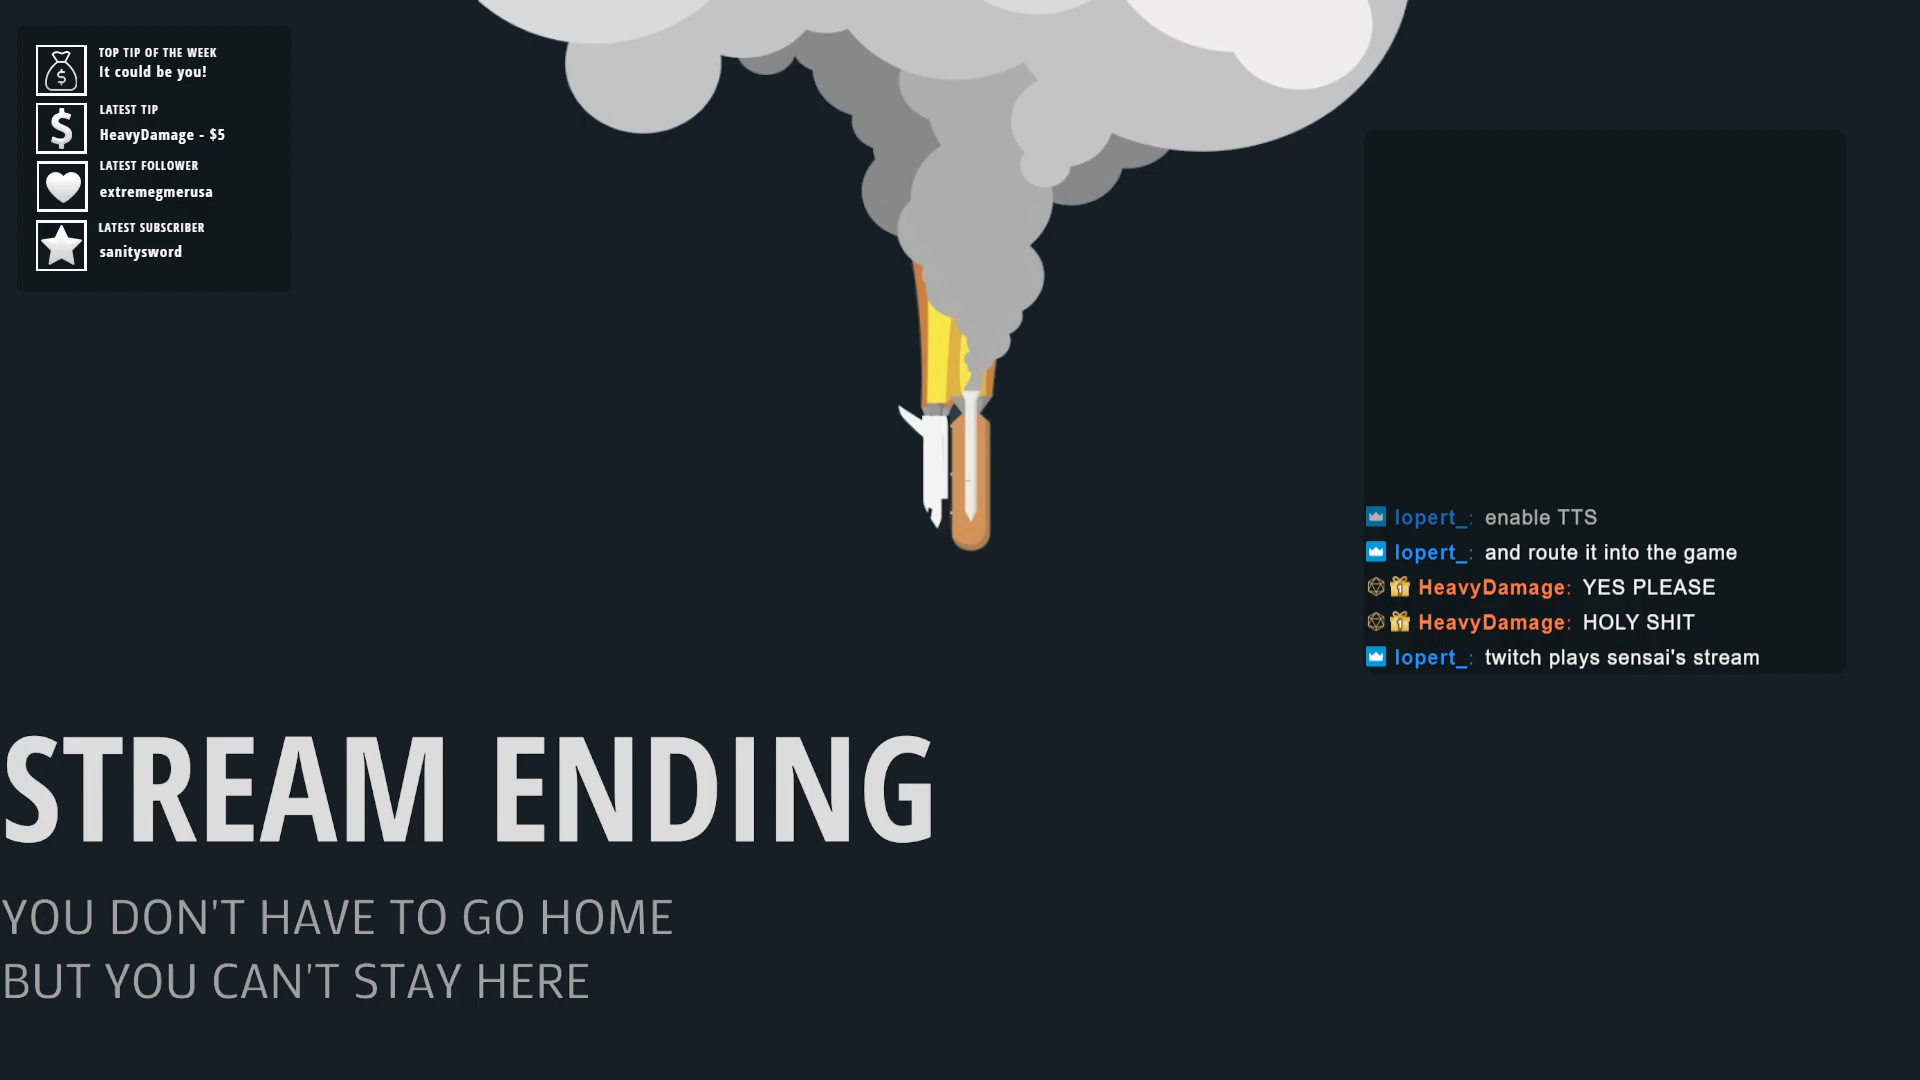 TOP TIP OF THE WEEK
It could be you!
LATEST TIP
HeavyDamage - $5
LATEST FOLLOWER
extremegmerusa
LATEST SUBSCRIBER
sanitysword
lopert_: enable TTS
lopert_: and route it into the game
HeavyDamage: YES PLEASE
HeavyDamage: HOLY SHIT
lopert_: twitch plays sensai's stream
STREAM ENDING
YOU DON'T HAVE TO GO HOME
BUT YOU CAN'T STAY HERE